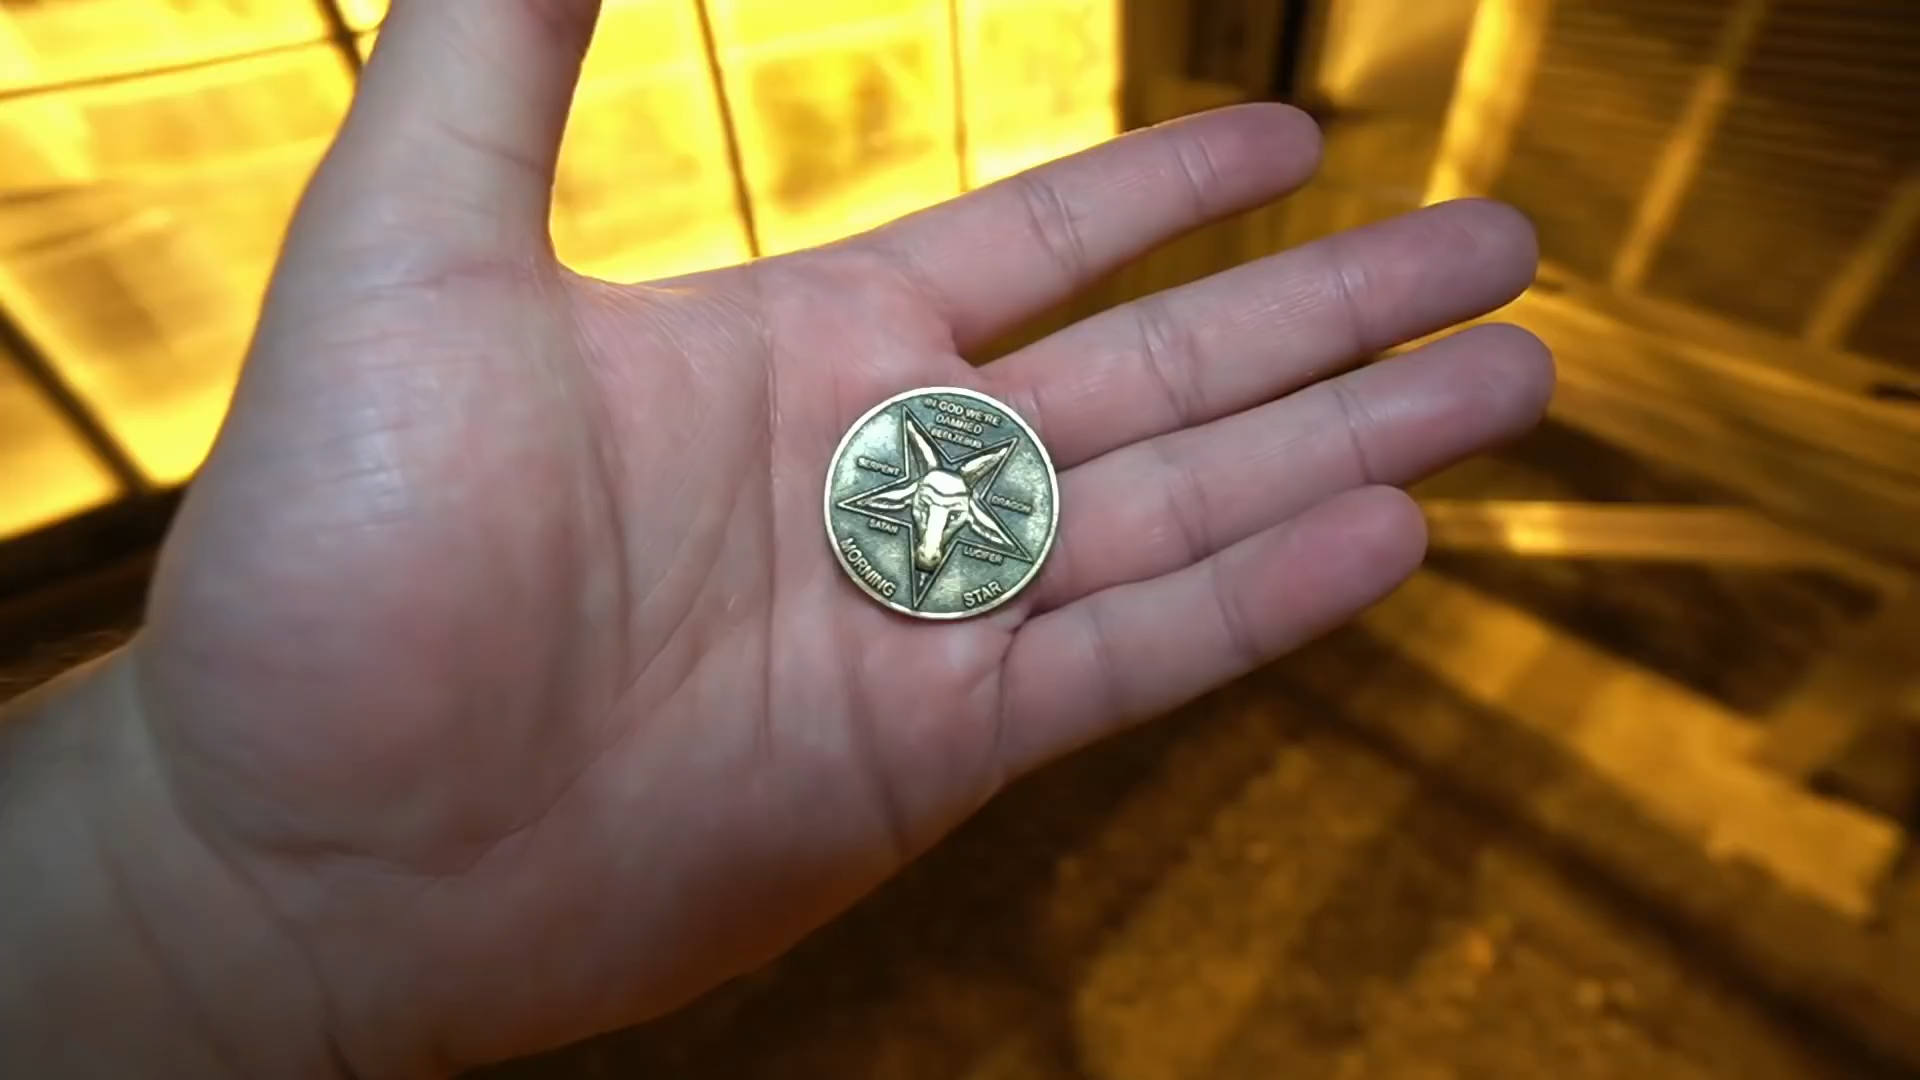 IN GOD WE'RE
DAMNED
BEELZEBUB
SERPENT
DRAGON
SATAN
LUCIFER
MORNING
STAR